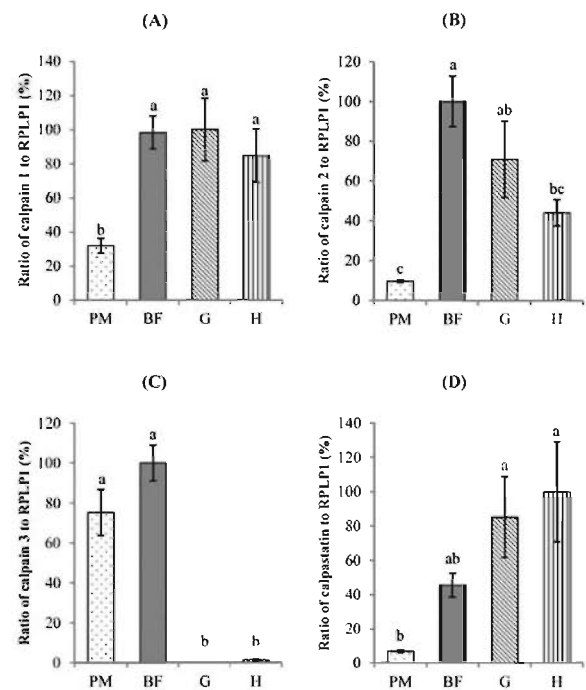 (A)
Ratio of calpain 1 to RPLP1 (%)
140
120
100
80
60
40
20
0
b
a
a
a
PM BF G H
(B)
Ratio of calpain 2 to RPLP1 (%)
120
100
80
60
40
20
0
c
a
ab
bc
PM BF G H
(C)
Ratio of calpain 3 to RPLP1 (%)
120
100
80
60
40
20
0
a
a
b
b
PM BF G H
(D)
Ratio of calpastatin to RPLP1 (%)
140
120
100
80
60
40
20
0
b
ab
a
a
PM BF G H